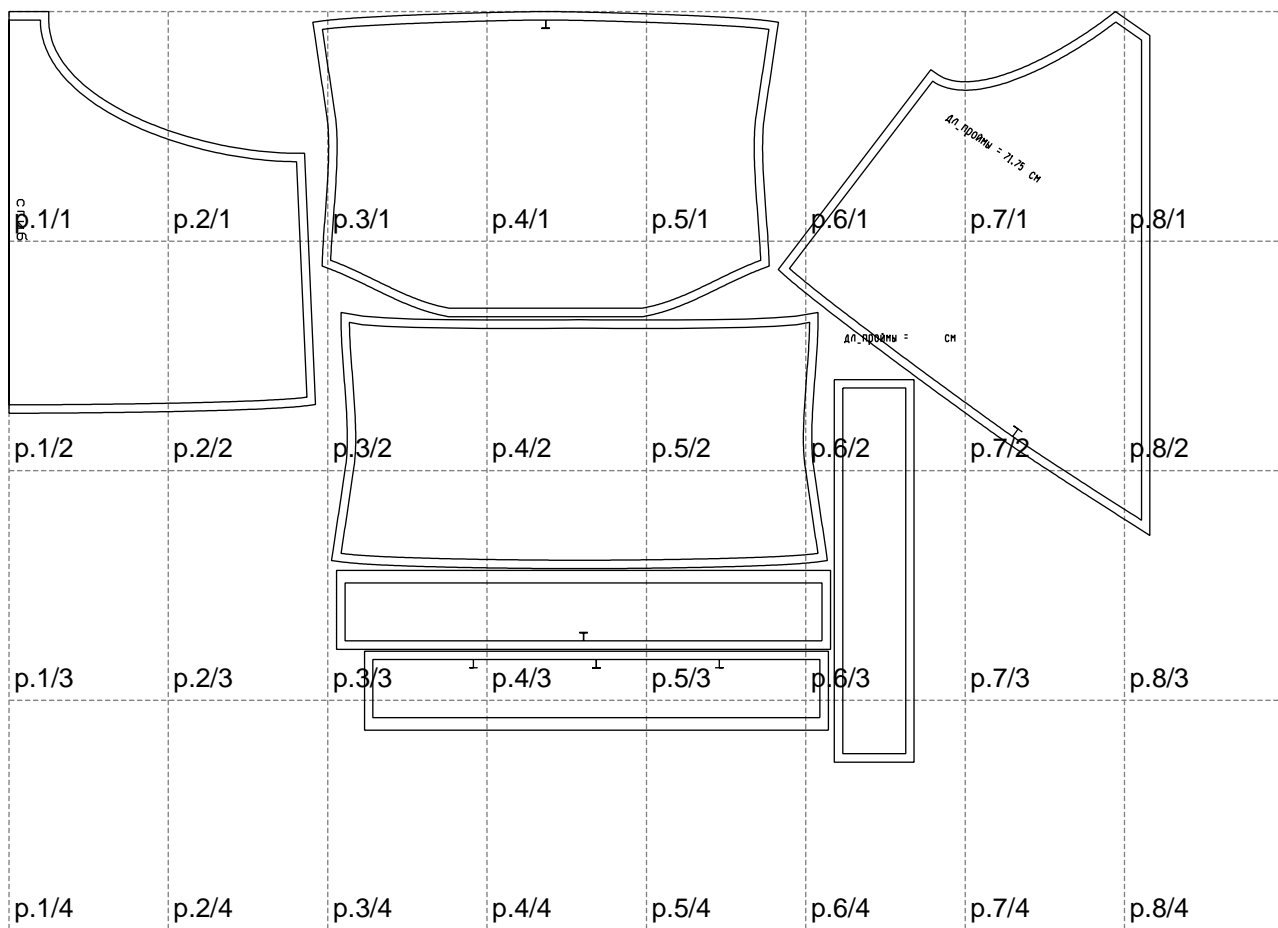 дл_проймы = 71.75 см
сгиб
p.1/1 p.2/1 p.3/1 p.4/1 p.5/1 p.6/1 p.7/1 p.8/1
дл_проймы = см
p.1/2 p.2/2 p.3/2 p.4/2 p.5/2 p.6/2 p.7/2 p.8/2
p.1/3 p.2/3 p.3/3 p.4/3 p.5/3 p.6/3 p.7/3 p.8/3
p.1/4 p.2/4 p.3/4 p.4/4 p.5/4 p.6/4 p.7/4 p.8/4